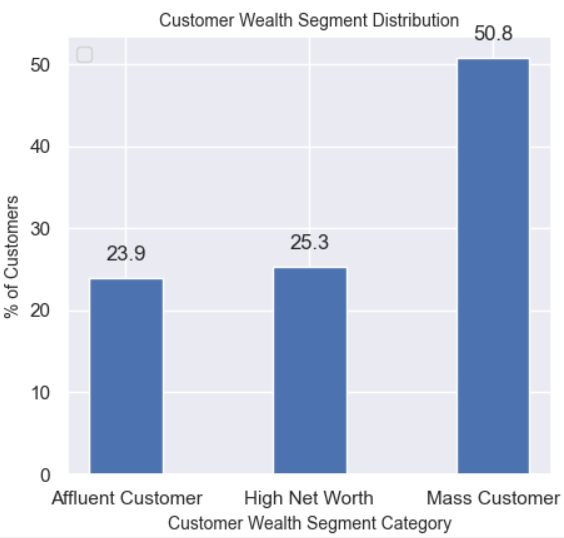 Customer Wealth Segment Distribution
50.8
50
40
30
25.3
23.9
20
10
0
% of Customers
Affluent Customer High Net Worth Mass Customer
Customer Wealth Segment Category